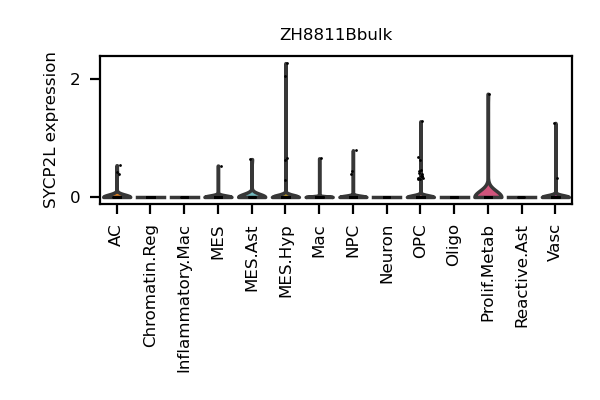 ZH8811Bbulk
SYCP2L expression
2
0
AC
Chromatin.Reg
Inflammatory.Mac
MES
MES.Ast
MES.Hyp
Mac
NPC
Neuron
OPC
Oligo
Prolif.Metab
Reactive.Ast
Vasc